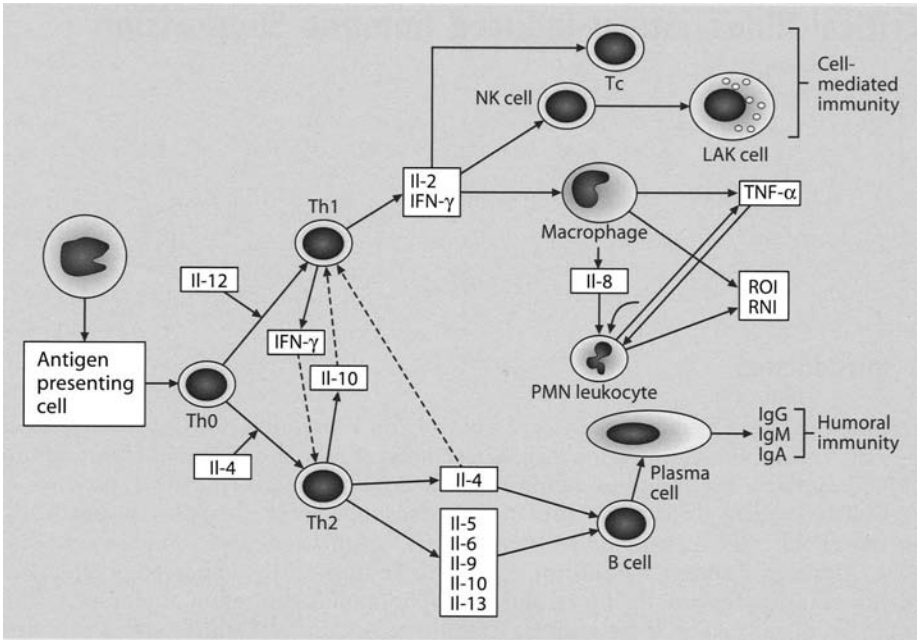 Tc
Cell-
mediated
immunity
NK cell
LAK cell
Il-2
IFN-γ
Th1
TNF-α
Macrophage
Il-12
Il-8
ROI
RNI
IFN-γ
Antigen
presenting
cell
Il-10
Th0
PMN leukocyte
IgG
IgM
IgA
Humoral
immunity
Il-4
Plasma
cell
Il-4
Th2
Il-5
Il-6
Il-9
Il-10
Il-13
B cell